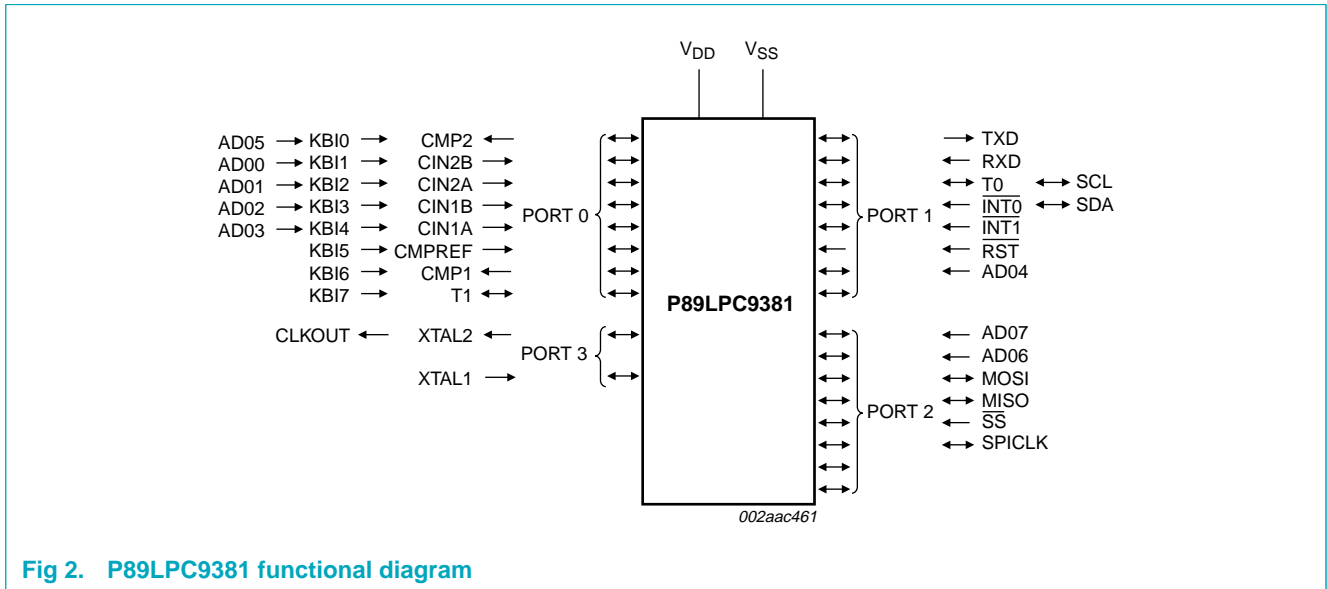 VDD VSS
AD05 KBI0 CMP2 TXD
AD00 KBI1 CIN2B RXD
AD01 KBI2 CIN2A T0 SCL
AD02 KBI3 CIN1B PORT 0 PORT 1 INT0 SDA
AD03 KBI4 CIN1A INT1
KBI5 CMPREF RST
KBI6 CMP1 AD04
KBI7 T1
P89LPC9381
CLKOUT XTAL2 AD07
PORT 3 AD06
XTAL1 MOSI
MISO
PORT 2 SS
SPICLK
002aac461
Fig 2. P89LPC9381 functional diagram